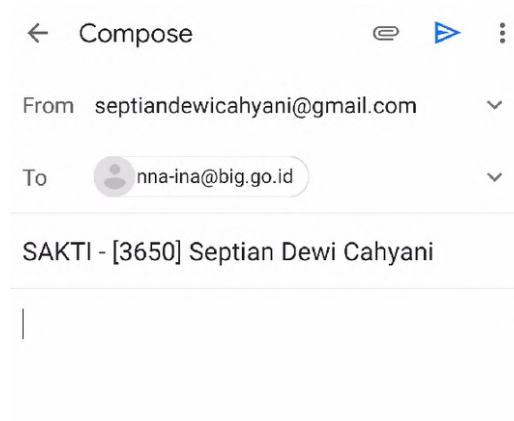 Compose
From septiandewicahyani@gmail.com
To nna-ina@big.go.id
SAKTI - [3650] Septian Dewi Cahyani